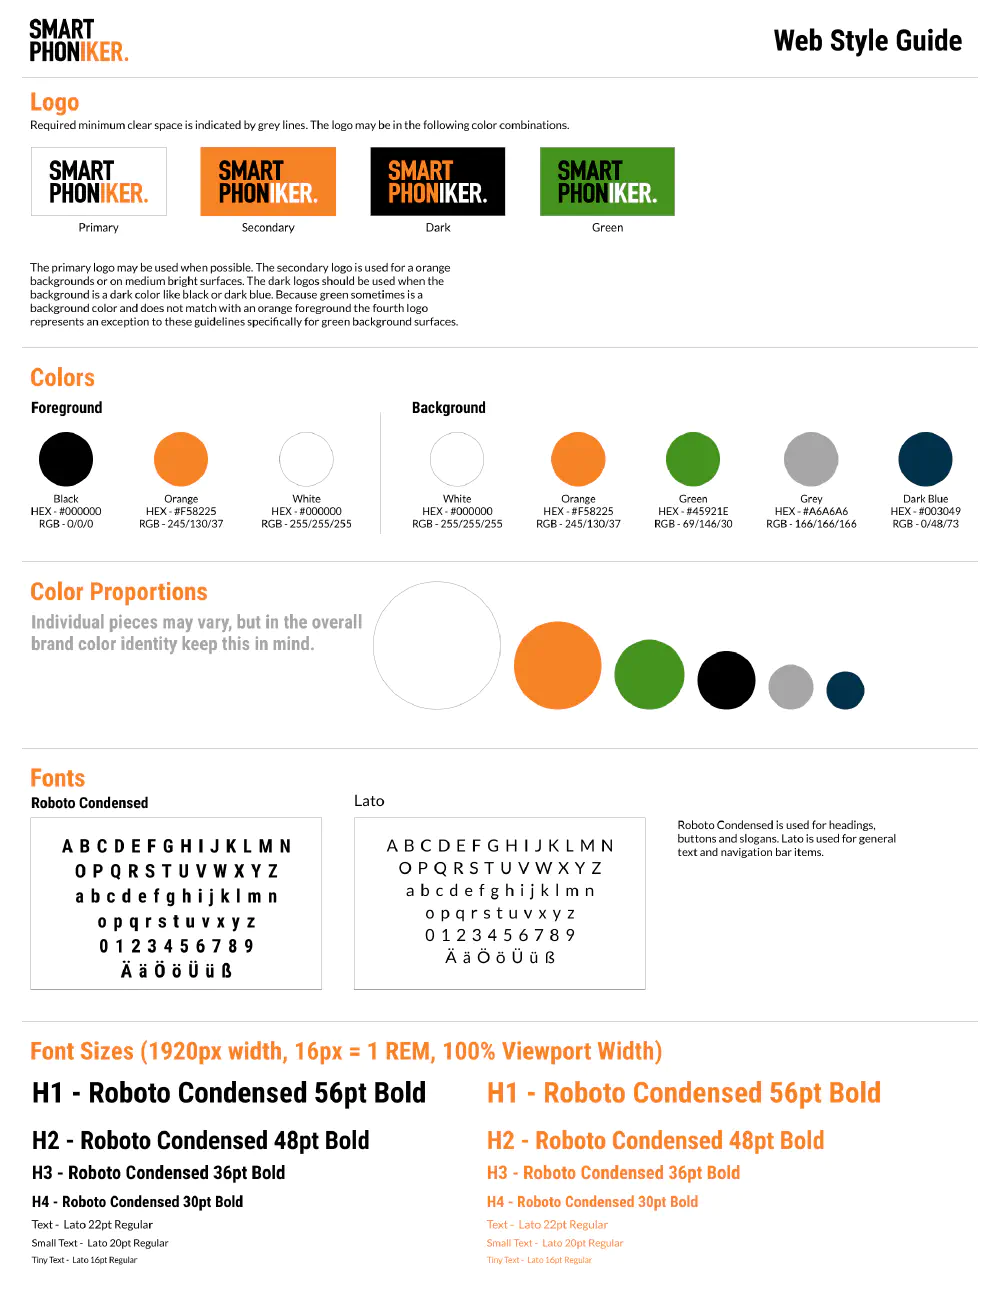 SMART
PHONIKER.
Web Style Guide
Logo
Required minimum clear space is indicated by grey lines. The logo may be in the following color combinations.
SMART
PHONIKER.
Primary
SMART
PHONIKER.
Secondary
SMART
PHONIKER.
Dark
SMART
PHONIKER.
Green
The primary logo may be used when possible. The secondary logo is used for a orange
backgrounds or on medium bright surfaces. The dark logos should be used when the
background is a dark color like black or dark blue. Because green sometimes is a
background color and does not match with an orange foreground the fourth logo
represents an exception to these guidelines specifically for green background surfaces.
Colors
Foreground
Black
HEX - #000000
RGB - 0/0/0
Orange
HEX - #F58225
RGB - 245/130/37
White
HEX - #000000
RGB - 255/255/255
Background
White
HEX - #000000
RGB - 255/255/255
Orange
HEX - #F58225
RGB - 245/130/37
Green
HEX - #45921E
RGB - 69/146/30
Grey
HEX - #A6A6A6
RGB - 166/166/166
Dark Blue
HEX - #003049
RGB - 0/48/73
Color Proportions
Individual pieces may vary, but in the overall
brand color identity keep this in mind.
Fonts
Roboto Condensed
A B C D E F G H I J K L M N
O P Q R S T U V W X Y Z
a b c d e f g h i j k l m n
o p q r s t u v x y z
0 1 2 3 4 5 6 7 8 9
Ä ä Ö ö Ü ü ß
Lato
A B C D E F G H I J K L M N
O P Q R S T U V W X Y Z
a b c d e f g h i j k l m n
o p q r s t u v x y z
0 1 2 3 4 5 6 7 8 9
Ä ä Ö ö Ü ü ß
Roboto Condensed is used for headings,
buttons and slogans. Lato is used for general
text and navigation bar items.
Font Sizes (1920px width, 16px = 1 REM, 100% Viewport Width)
H1 - Roboto Condensed 56pt Bold
H2 - Roboto Condensed 48pt Bold
H3 - Roboto Condensed 36pt Bold
H4 - Roboto Condensed 30pt Bold
Text - Lato 22pt Regular
Small Text - Lato 20pt Regular
Tiny Text - Lato 16pt Regular
H1 - Roboto Condensed 56pt Bold
H2 - Roboto Condensed 48pt Bold
H3 - Roboto Condensed 36pt Bold
H4 - Roboto Condensed 30pt Bold
Text - Lato 22pt Regular
Small Text - Lato 20pt Regular
Tiny Text - Lato 16pt Regular